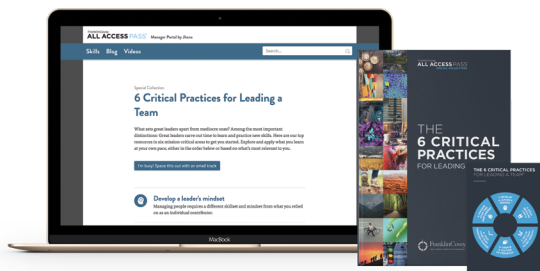 FranklinCovey
ALL ACCESS PASS
Manager Portal by Jhana
Skills Blog Videos
Search...
Special Collection
6 Critical Practices for Leading a
Team
What sets great leaders apart from mediocre ones? Among the most important
distinctions: Great leaders carve out time to learn and practice new skills. Here are our top
resources in six mission critical areas to get you started. Explore and apply what you learn
at your own pace, either in the order below or based on what's most relevant to you.
I'm busy! Space this out with an email track
Develop a leader's mindset
Managing people requires a different skillset and mindset from what you relied
on as an individual contributor.
MacBook
ALL ACCESS PASS
THE
6 CRITICAL
PRACTICES
FOR LEADING
FranklinCovey
THE 6 CRITICAL PRACTICES
FOR LEADING A TEAM